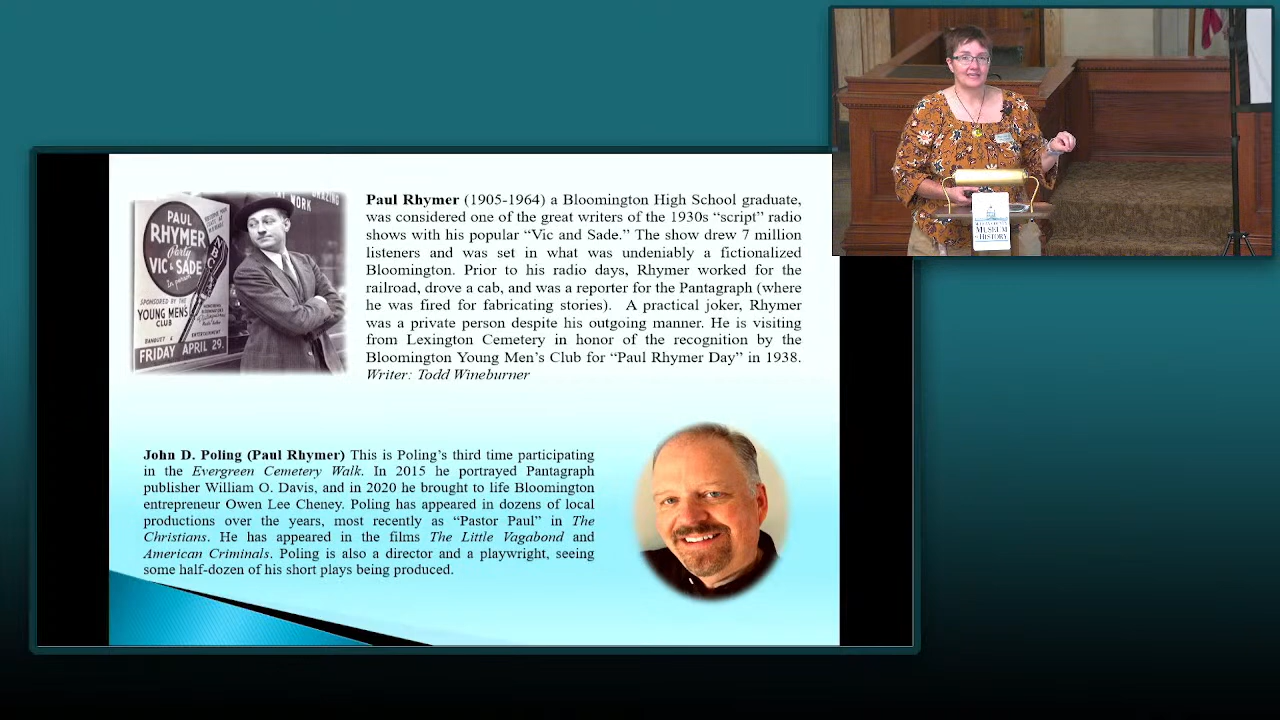 PAUL
RHYMER
Party
VIC & SADE
in person
SPONSORED BY THE
YOUNG MEN'S
CLUB
BANQUET &
ENTERTAINMENT
FRIDAY APRIL 29.
WORK
Paul Rhymer (1905-1964) a Bloomington High School graduate,
was considered one of the great writers of the 1930s “script” radio
shows with his popular “Vic and Sade.” The show drew 7 million
listeners and was set in what was undeniably a fictionalized
Bloomington. Prior to his radio days, Rhymer worked for the
railroad, drove a cab, and was a reporter for the Pantagraph (where
he was fired for fabricating stories). A practical joker, Rhymer
was a private person despite his outgoing manner. He is visiting
from Lexington Cemetery in honor of the recognition by the
Bloomington Young Men’s Club for “Paul Rhymer Day” in 1938.
Writer: Todd Wineburner
John D. Poling (Paul Rhymer) This is Poling’s third time participating
in the Evergreen Cemetery Walk. In 2015 he portrayed Pantagraph
publisher William O. Davis, and in 2020 he brought to life Bloomington
entrepreneur Owen Lee Cheney. Poling has appeared in dozens of local
productions over the years, most recently as “Pastor Paul” in The
Christians. He has appeared in the films The Little Vagabond and
American Criminals. Poling is also a director and a playwright, seeing
some half-dozen of his short plays being produced.
MUSEUM
HISTORY